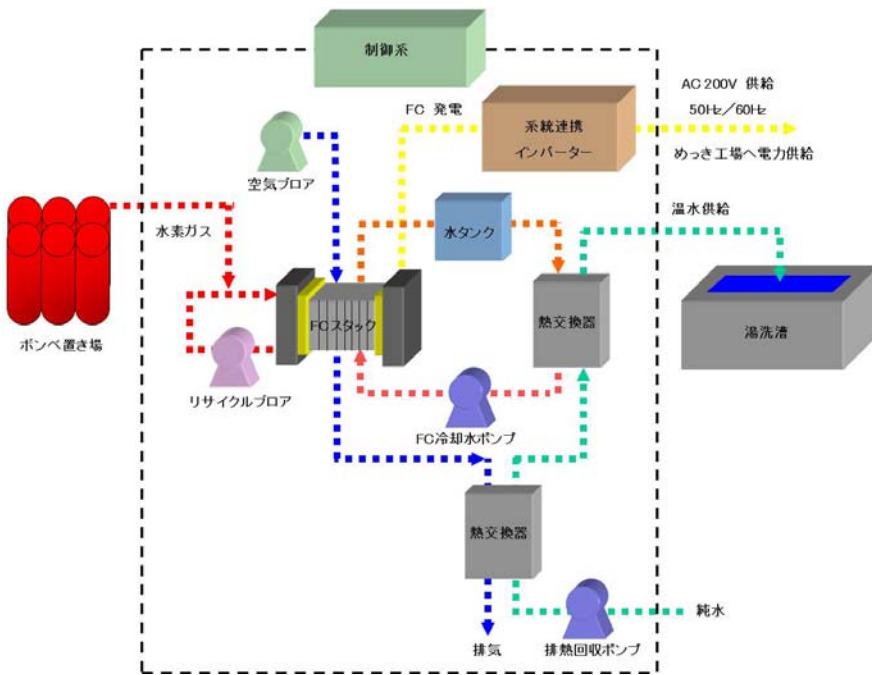 制御系
FC 発電
系統連携
インバーター
AC 200V 供給
50Hz／60Hz
めっき工場へ電力供給
空気ブロア
水素ガス
水タンク
温水供給
FCスタック
熱交換器
湯洗槽
ボンベ置き場
リサイクルブロア
FC冷却水ポンプ
熱交換器
排気
排熱回収ポンプ
純水